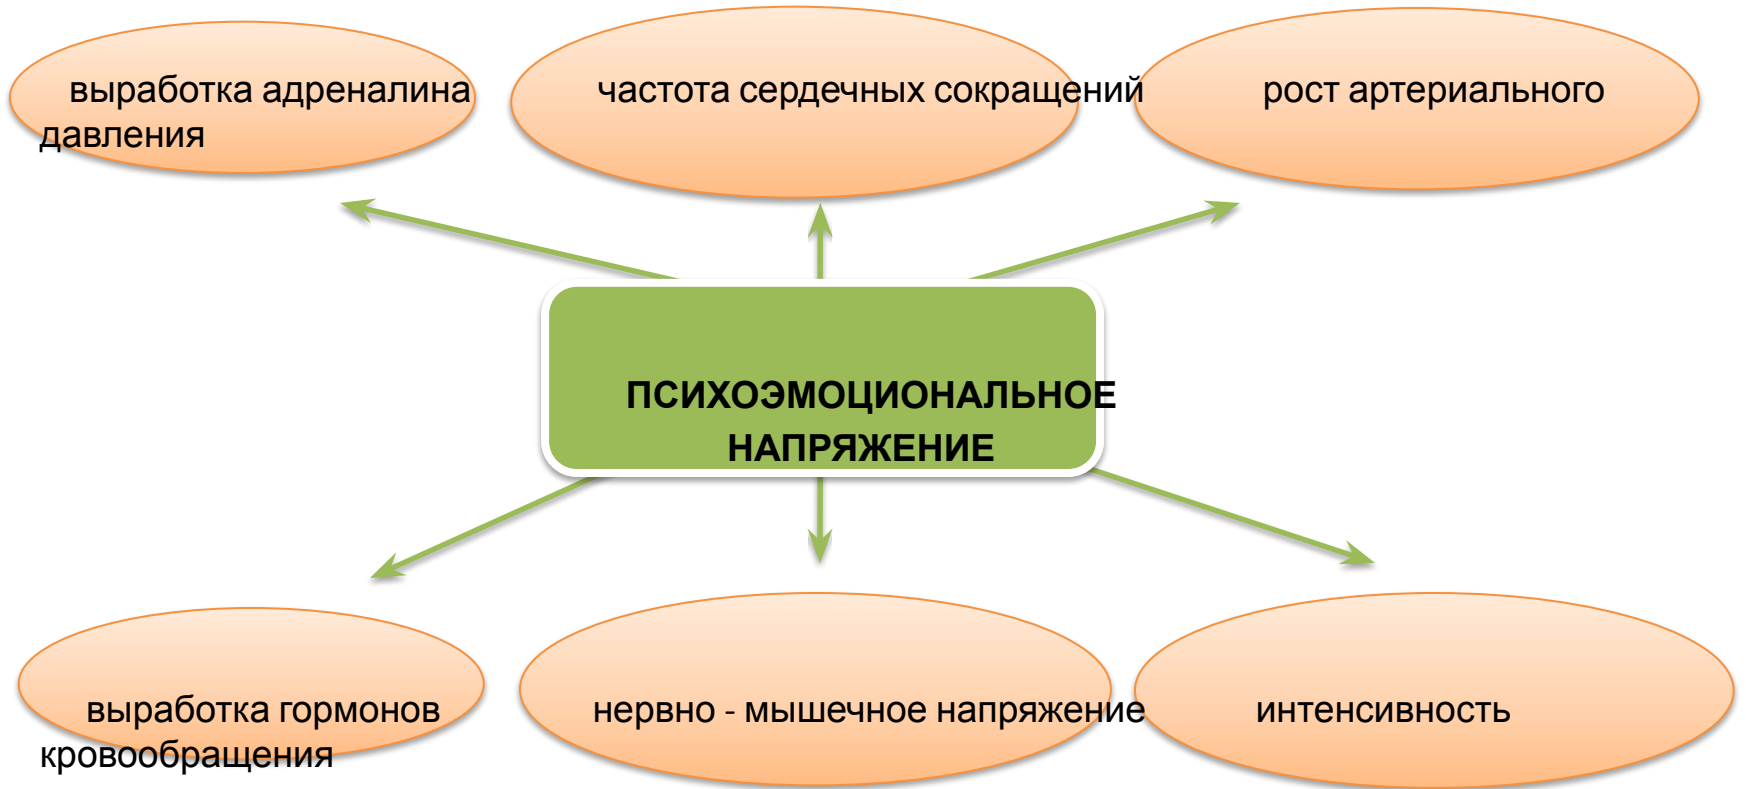 выработка адреналина частота сердечных сокращений рост артериального
давления
ПСИХОЭМОЦИОНАЛЬНОЕ
НАПРЯЖЕНИЕ
выработка гормонов нервно - мышечное напряжение интенсивность
кровообращения